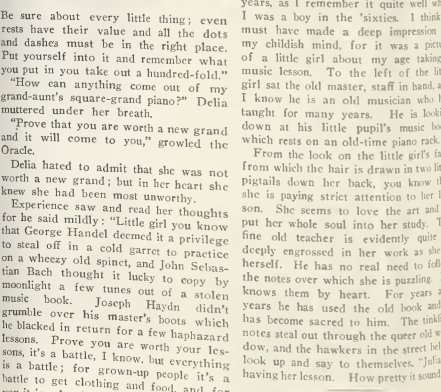 Be sure about every little thing; even
rests have their value and all the dots
and dashes must be in the right place.
Put yourself into it and remember what
you put in you take out a hundred-fold."
"How can anything come out of my
grand-aunt's square-grand piano?" Delia
muttered under her breath.
"Prove that you are worth a new grand
and it will come to you," growled the
Oracle.
Delia hated to admit that she was not
worth a new grand; but in her heart she
knew she had been most unworthy.
Experience saw and read her thoughts
for he said mildly: "Little girl you know
that George Handel deemed it a privilege
to steal off in a cold garret to practice
on a wheezy old spinet, and John Sebas-
tian Bach thought it lucky to copy by
moonlight a few tunes out of a stolen
music book. Joseph Haydn didn't
grumble over his master's boots which
he blacked in return for a few haphazard
lessons. Prove you are worth your les-
sons, it's a battle, I know, but everything
is a battle; for grown-up people it's a
battle to get clothing and food, and for
years, as I remember it quite well
I was a boy in the 'sixties. I think
must have made a deep impression
my childish mind, for it was a
of a little girl about my age taking
music lesson. To the left of the
girl sat the old master, staff in hand,
I know he is an old musician who
taught for many years. He is
down at his little pupil's music
which rests on an old-time piano rack.
From the look on the little girl's
from which the hair is drawn in two
pigtails down her back, you know
she is paying strict attention to her
son. She seems to love the art and
put her whole soul into her study.
fine old teacher is evidently quite
deeply engrossed in her work as she
herself. He has no real need to
the notes over which she is puzzling.
knows them by heart. For years
years he has used the old book and
has become sacred to him. The
notes steal out through the queer old
dow, and the hawkers in the street
look up and say to themselves,
having her lesson. How pretty it